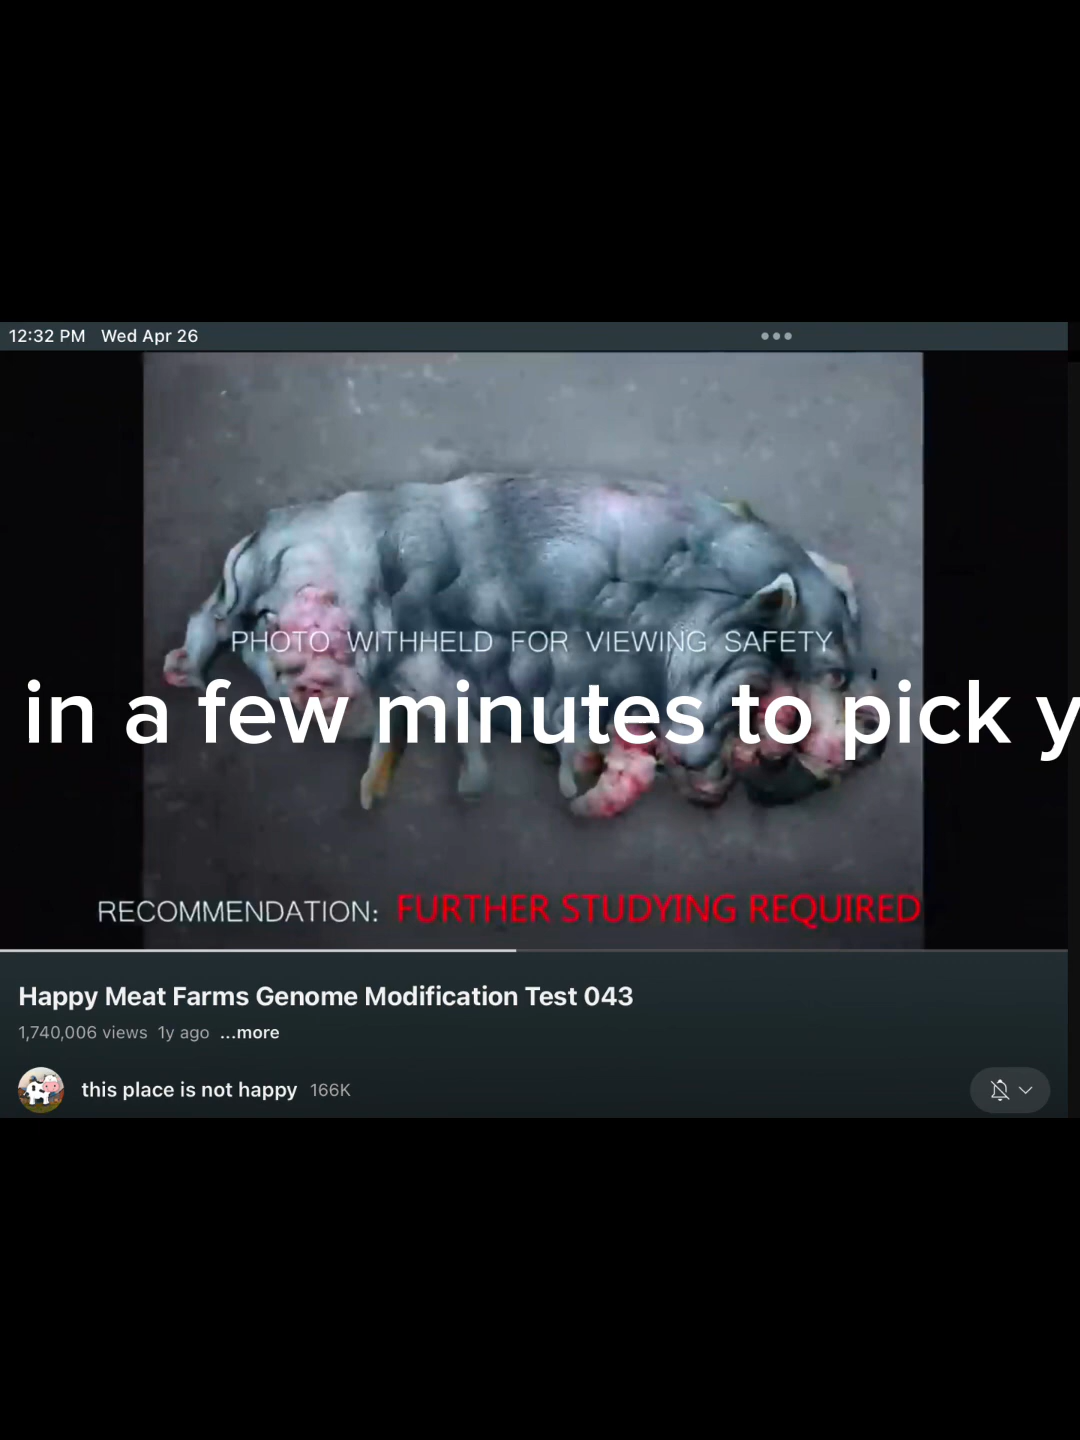 12:32 PM Wed Apr 26
PHOTO WITHHELD FOR VIEWING SAFETY
in a few minutes to pick y
RECOMMENDATION: FURTHER STUDYING REQUIRED
Happy Meat Farms Genome Modification Test 043
1,740,006 views 1y ago ...more
this place is not happy 166K